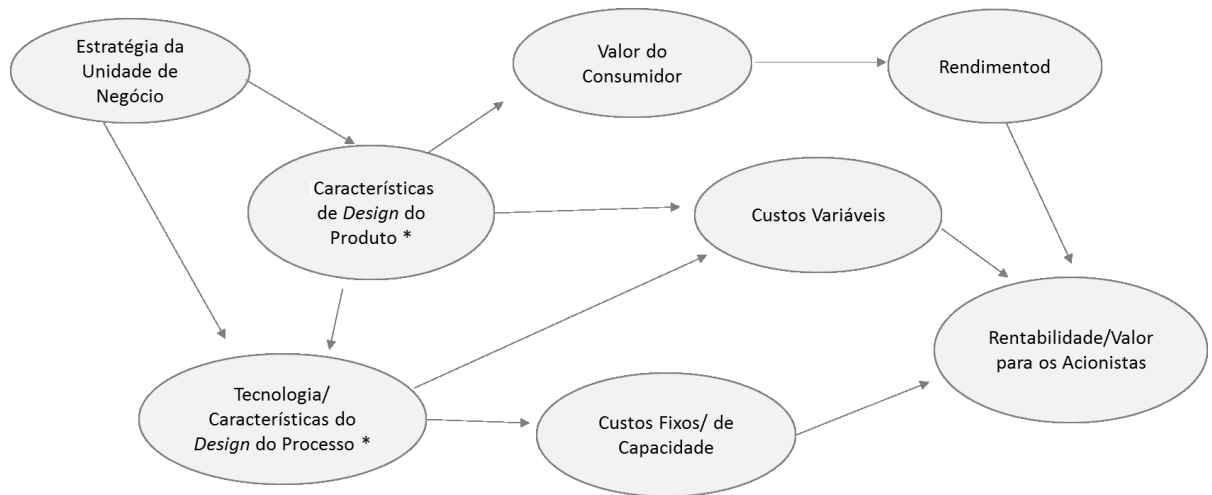 Estratégia da
Unidade de
Negócio
Valor do
Consumidor
Rendimentod
Características
de Design do
Produto *
Custos Variáveis
Rentabilidade/Valor
para os Acionistas
Tecnologia/
Características do
Design do Processo *
Custos Fixos/ de
Capacidade